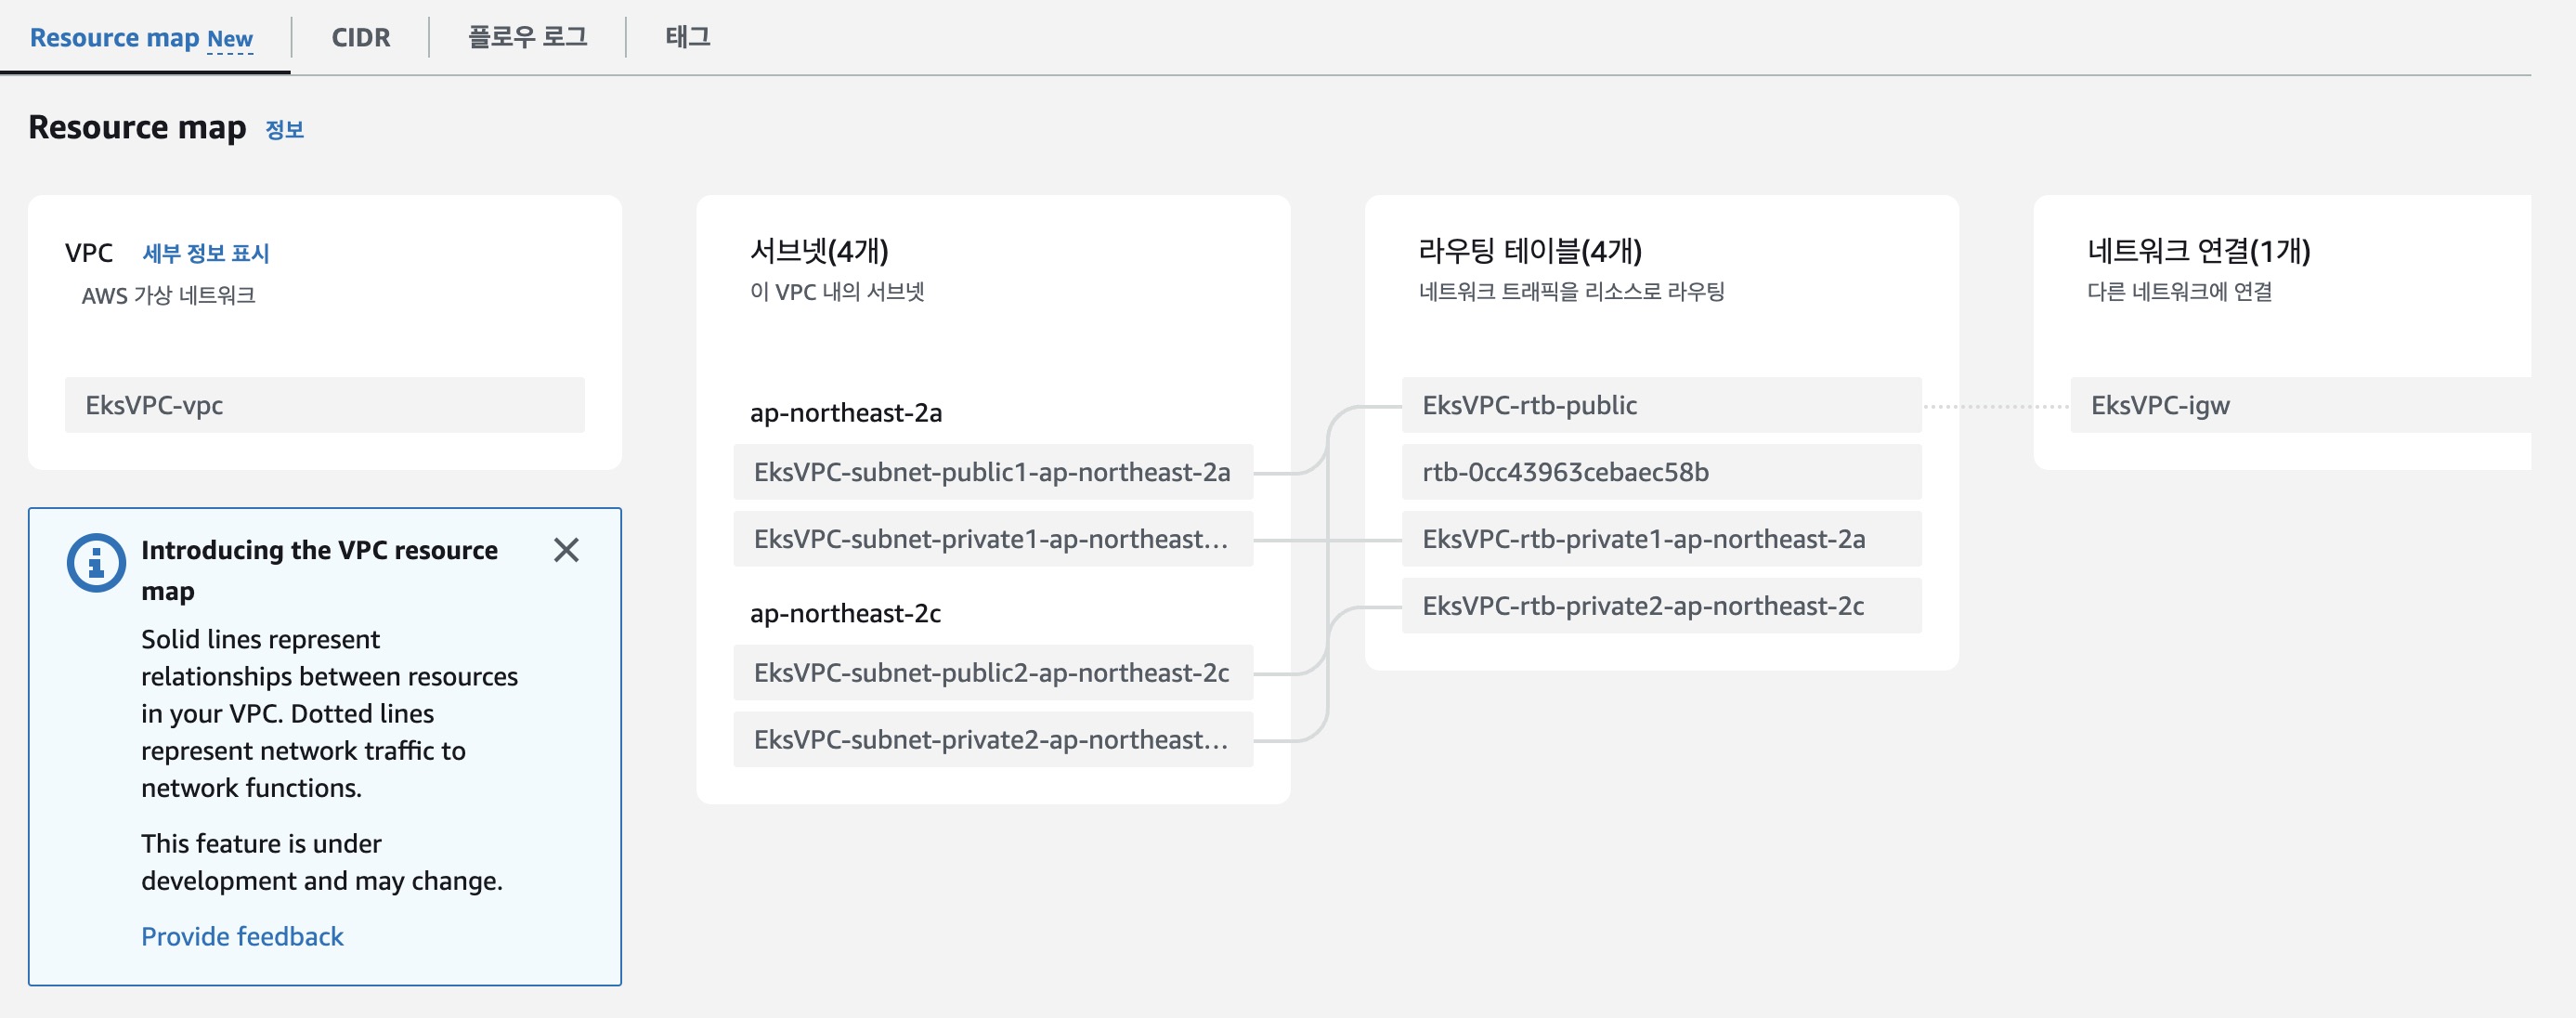 Resource map New
CIDR
플로우 로그
태그
Resource map 정보
VPC 세부 정보 표시
AWS 가상 네트워크
EksVPC-vpc
Introducing the VPC resource
map
Solid lines represent
relationships between resources
in your VPC. Dotted lines
represent network traffic to
network functions.
This feature is under
development and may change.
Provide feedback
서브넷(4개)
이 VPC 내의 서브넷
ap-northeast-2a
EksVPC-subnet-public1-ap-northeast-2a
EksVPC-subnet-private1-ap-northeast...
ap-northeast-2c
EksVPC-subnet-public2-ap-northeast-2c
EksVPC-subnet-private2-ap-northeast...
라우팅 테이블(4개)
네트워크 트래픽을 리소스로 라우팅
EksVPC-rtb-public
rtb-0cc43963cebaec58b
EksVPC-rtb-private1-ap-northeast-2a
EksVPC-rtb-private2-ap-northeast-2c
네트워크 연결(1개)
다른 네트워크에 연결
EksVPC-igw